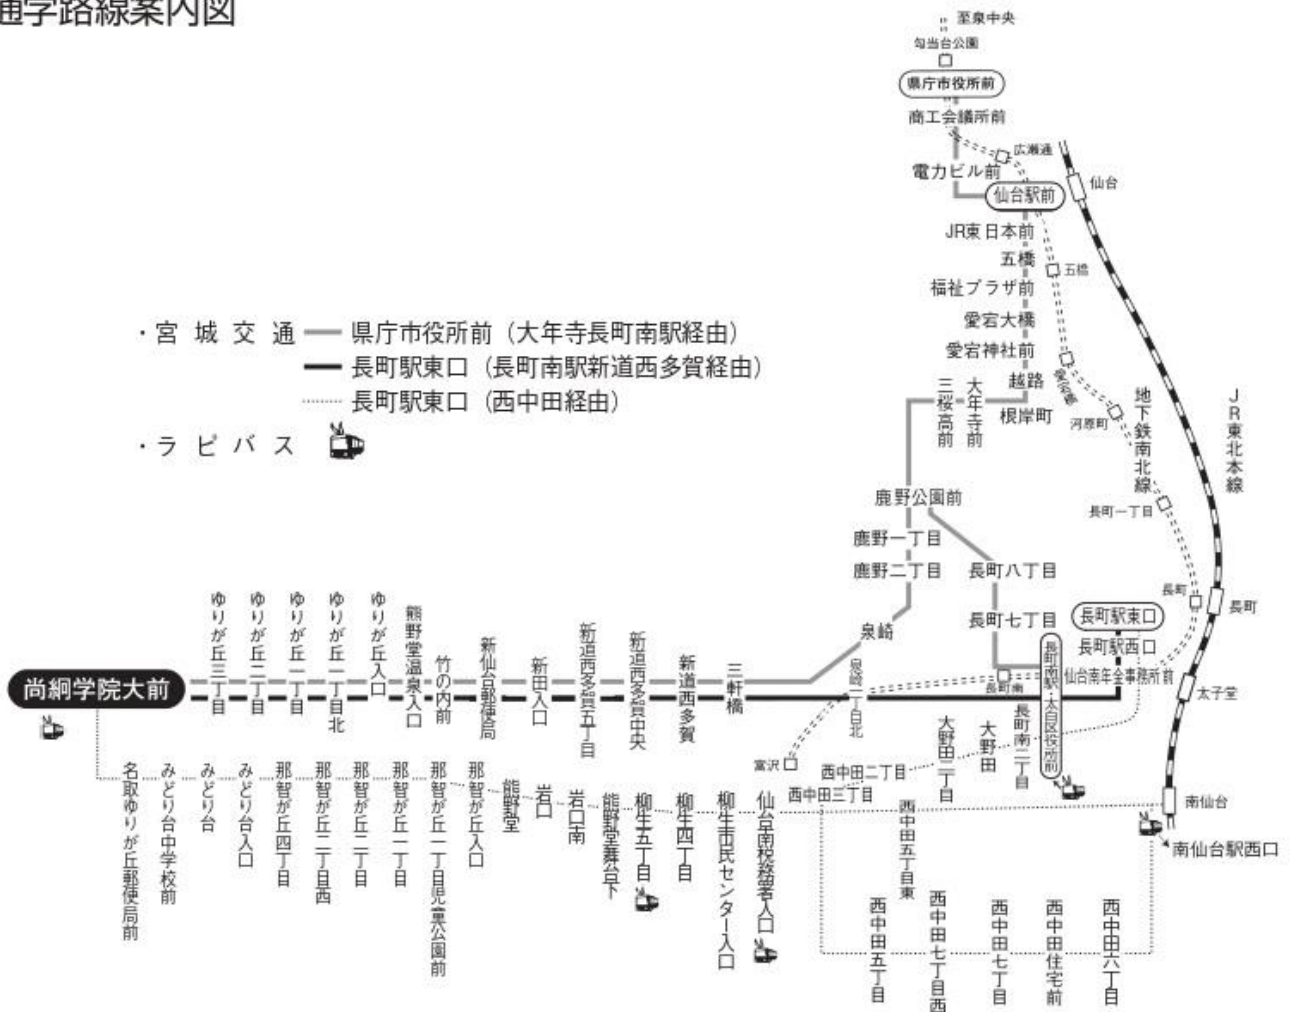 通学路線案内図
至泉中央
勾当台公園
県庁市役所前
商工会議所前
広瀬通
電力ビル前
仙台駅前
仙台
JR東日本前
五橋
五橋
福祉プラザ前
愛宕大橋
愛宕神社前
愛宕橋
越路
根岸町
大年寺前
三桜高前
河原町
地下鉄南北線
JR東北本線
・宮城交通
県庁市役所前（大年寺長町南駅経由）
長町駅東口（長町南駅新道西多賀経由）
長町駅東口（西中田経由）
・ラピバス
鹿野公園前
長町一丁目
鹿野一丁目
鹿野二丁目
長町八丁目
長町七丁目
長町
長町
長町駅東口
長町駅西口
仙台南年金事務所前
長町南駅・太白区役所前
長町南
泉崎
泉崎一丁目北
太子堂
尚絅学院大前
ゆりが丘三丁目
ゆりが丘二丁目
ゆりが丘一丁目
ゆりが丘一丁目北
ゆりが丘入口
熊野堂温泉入口
竹の内前
新仙台郵便局
新田入口
新道西多賀五丁目
新道西多賀中央
新道西多賀
三軒橋
富沢
大野田二丁目
大野田
長町南二丁目
西中田二丁目
西中田三丁目
名取ゆりが丘郵便局前
みどり台中学校前
みどり台
みどり台入口
那智が丘四丁目
那智が丘二丁目西
那智が丘二丁目
那智が丘一丁目
那智が丘一丁目児童公園前
那智が丘入口
熊野堂
岩口
岩口南
熊野堂舞台下
柳生五丁目
柳生四丁目
柳生市民センター入口
仙台南税務署入口
西中田五丁目東
南仙台
南仙台駅西口
西中田五丁目
西中田七丁目西
西中田七丁目
西中田住宅前
西中田六丁目